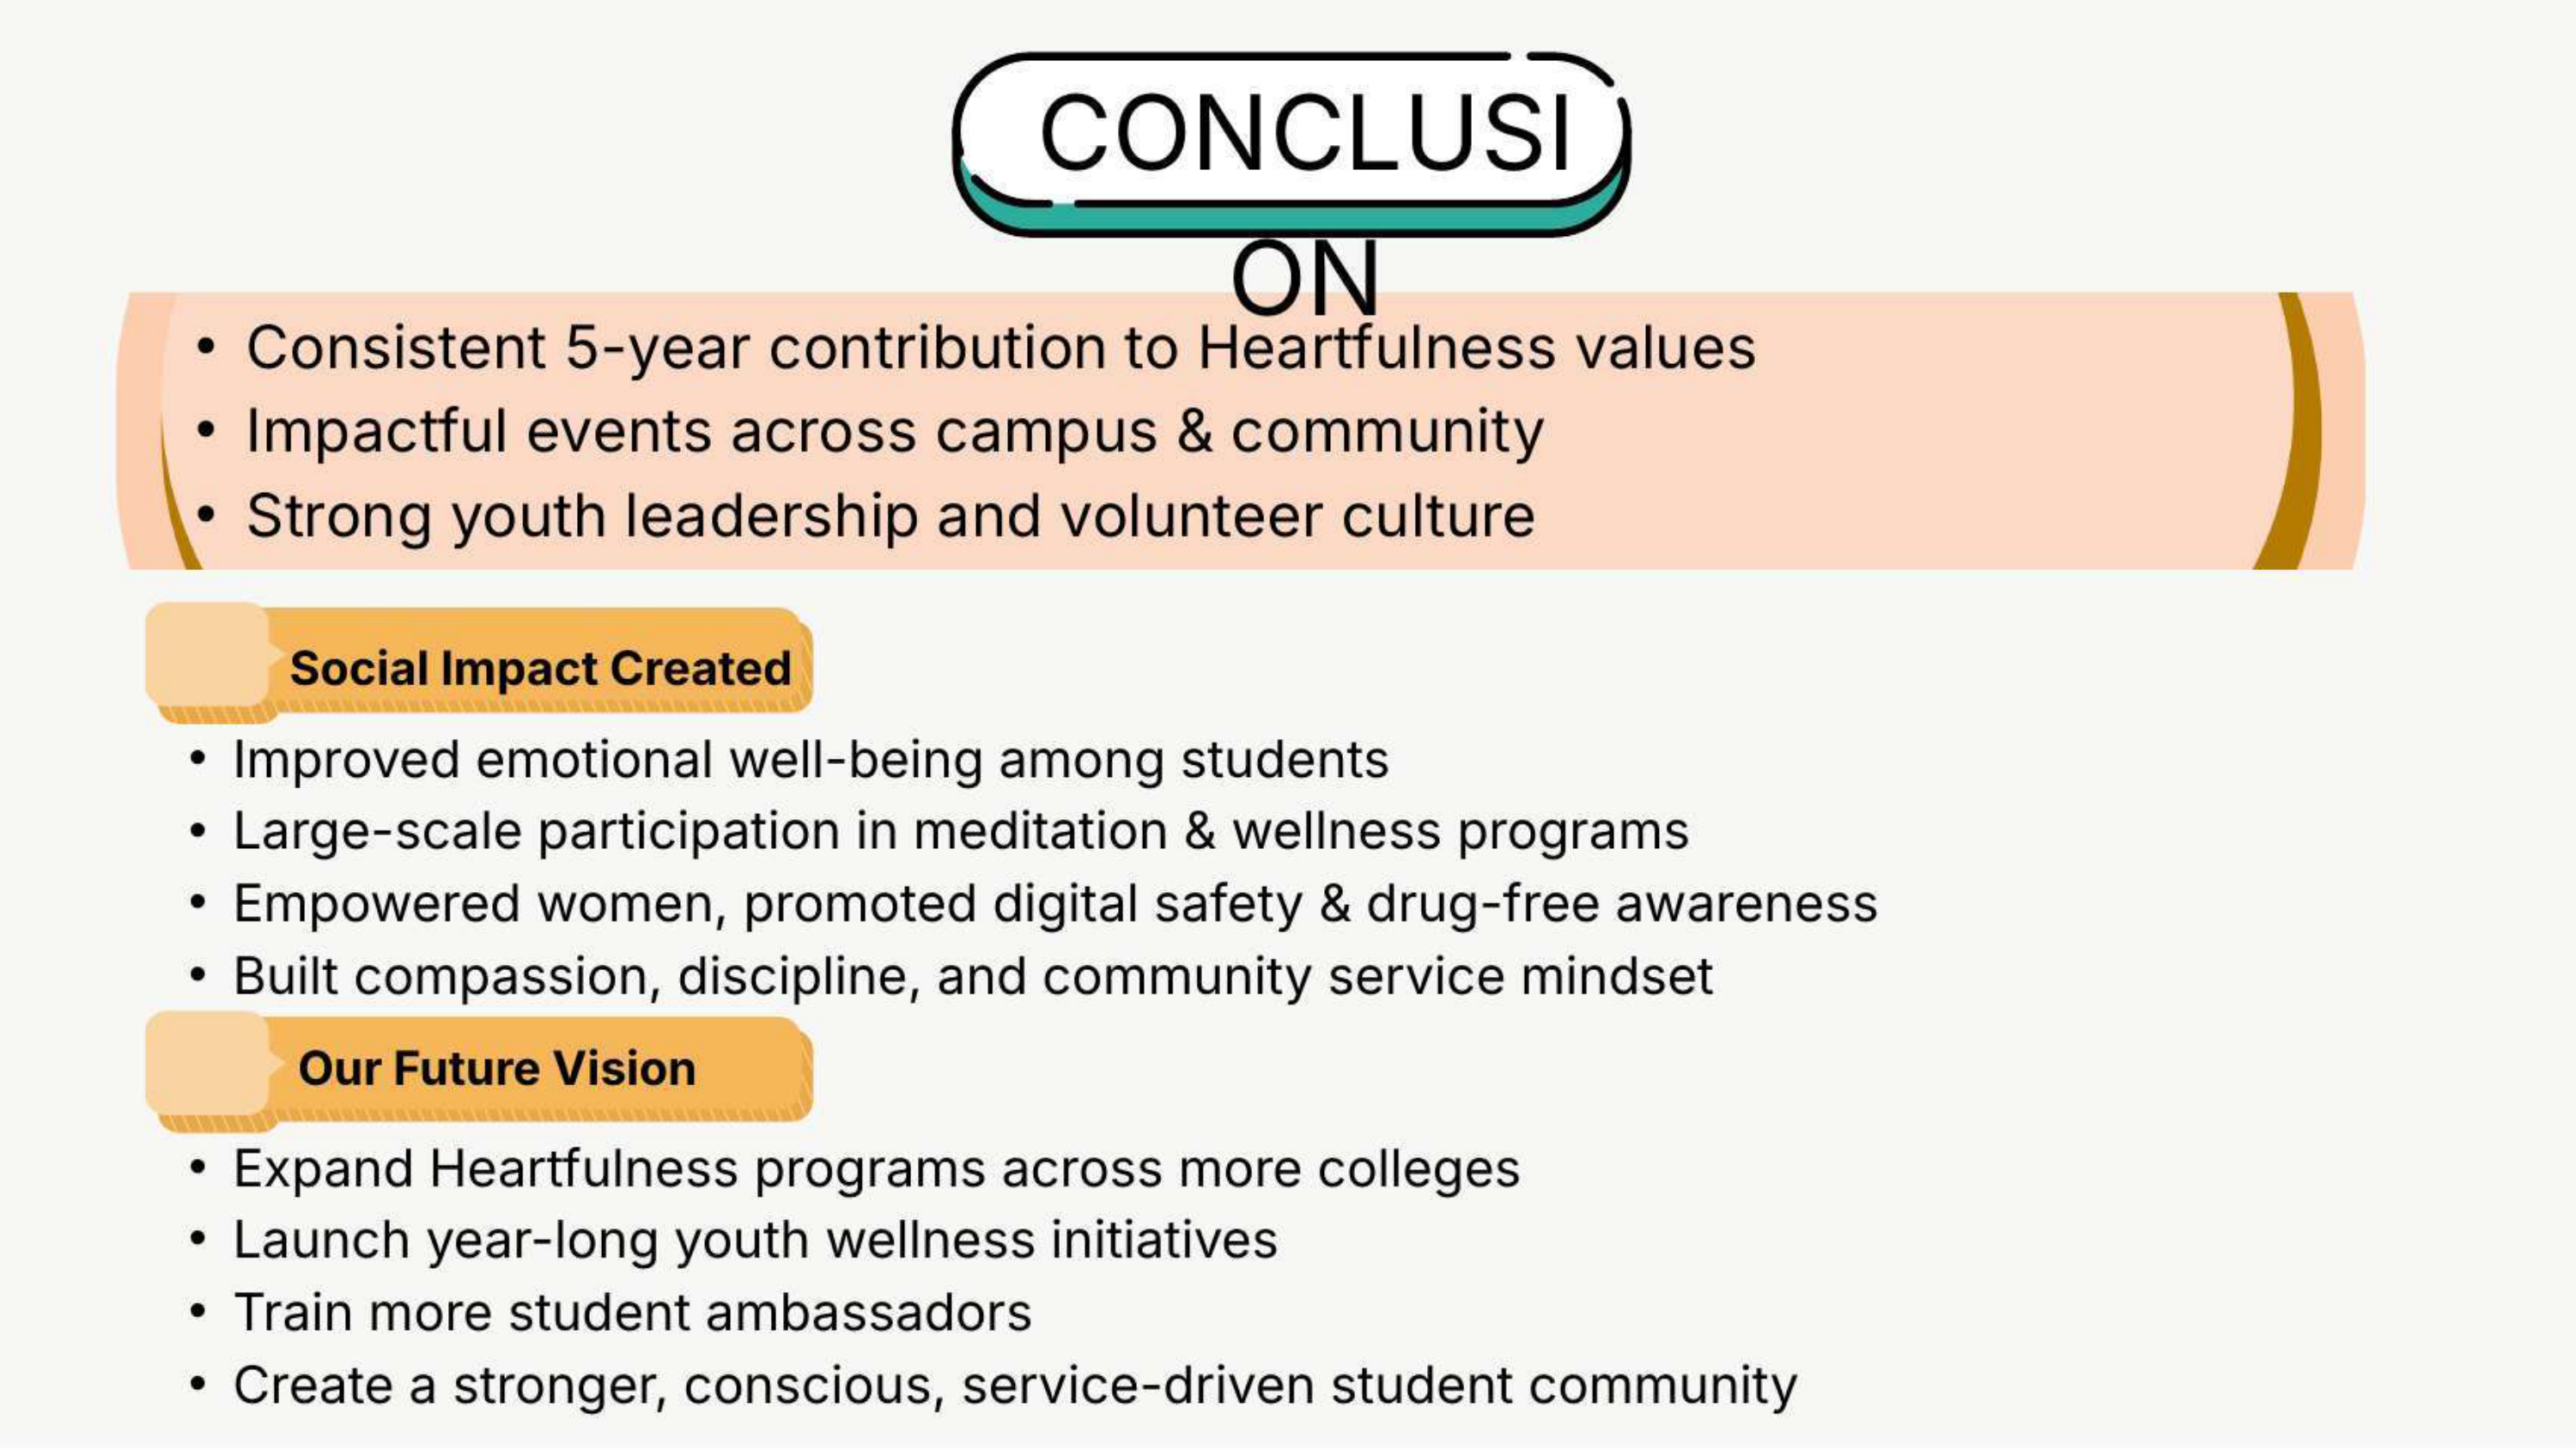 CONCLUSI
ON
• Consistent 5-year contribution to Heartfulness values
• Impactful events across campus & community
• Strong youth leadership and volunteer culture
Social Impact Created
• Improved emotional well-being among students
• Large-scale participation in meditation & wellness programs
• Empowered women, promoted digital safety & drug-free awareness
• Built compassion, discipline, and community service mindset
Our Future Vision
• Expand Heartfulness programs across more colleges
• Launch year-long youth wellness initiatives
• Train more student ambassadors
• Create a stronger, conscious, service-driven student community